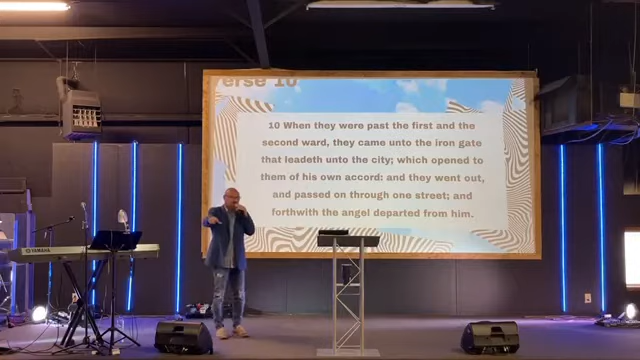 erse 10
10 When they were past the first and the
second ward, they came unto the iron gate
that leadeth unto the city; which opened to
them of his own accord: and they went out,
and passed on through one street; and
forthwith the angel departed from him.
YAMAHA